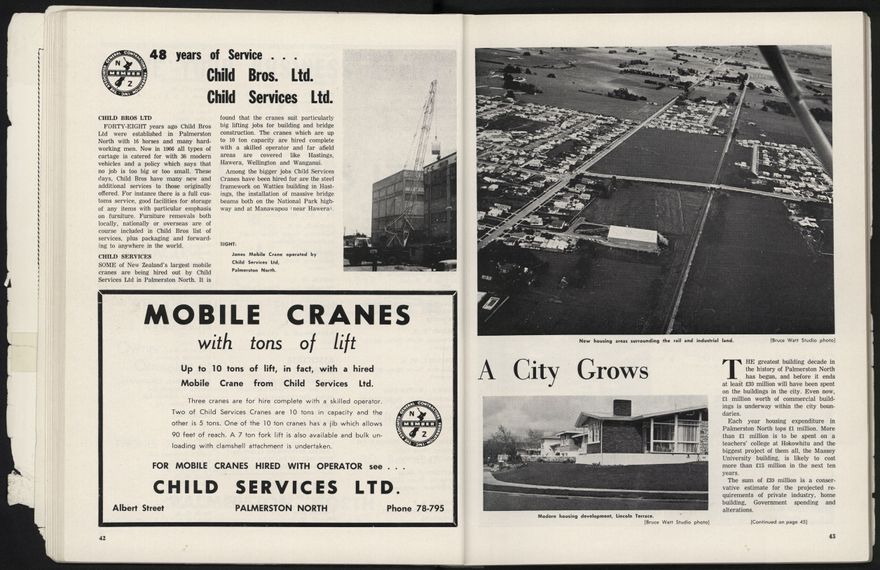 48 years of Service . . .
Child Bros. Ltd.
Child Services Ltd.
N
MEMBER
Z
CHILD BROS LTD
FORTY-EIGHT years ago Child Bros
Ltd were established in Palmerston
North with 16 horses and many hard-
working men. Now in 1966 all types of
cartage is catered for with 36 modern
vehicles and a policy which says that
no job is too big or too small. These
days, Child Bros have many new and
additional services to those originally
offered. For instance there is a full cus-
toms service, good facilities for storage
of any items with particular emphasis
on furniture. Furniture removals both
locally, nationally or overseas are of
course included in Child Bros list of
services, plus packaging and forward-
ing to anywhere in the world.
CHILD SERVICES
SOME of New Zealand's largest mobile
cranes are being hired out by Child
Services Ltd in Palmerston North. It is
found that the cranes suit particularly
big lifting jobs for building and bridge
construction. The cranes which are up
to 10 ton capacity are hired complete
with a skilled operator and far afield
areas are covered like Hastings,
Hawera, Wellington and Wanganui.
Among the bigger jobs Child Services
Cranes have been hired for are the steel
framework on Watties building in Hast-
ings, the installation of massive bridge
beams both on the National Park high-
way and at Manawapou (near Hawera).
RIGHT:
Jones Mobile Crane operated by
Child Services Ltd,
Palmerston North.
MOBILE CRANES
with tons of lift
Up to 10 tons of lift, in fact, with a hired
Mobile Crane from Child Services Ltd.
Three cranes are for hire complete with a skilled operator.
Two of Child Services Cranes are 10 tons in capacity and the
other is 5 tons. One of the 10 ton cranes has a jib which allows
90 feet of reach. A 7 ton fork lift is also available and bulk un-
loading with clamshell attachment is undertaken.
N
MEMBER
Z
FOR MOBILE CRANES HIRED WITH OPERATOR see . . .
CHILD SERVICES LTD.
Albert Street PALMERSTON NORTH Phone 78-795
42
New housing areas surrounding the rail and industrial land. [Bruce Watt Studio photo]
A City Grows
Modern housing development, Lincoln Terrace.
[Bruce Watt Studio photo]
THE greatest building decade in
the history of Palmerston North
has begun, and before it ends
at least £33 million will have been spent
on the buildings in the city. Even now,
£1 million worth of commercial build-
ings is underway within the city boun-
daries.
Each year housing expenditure in
Palmerston North tops £1 million. More
than £1 million is to be spent on a
teachers' college at Hokowhitu and the
biggest project of them all, the Massey
University building, is likely to cost
more than £15 million in the next ten
years.
The sum of £33 million is a conser-
vative estimate for the projected re-
quirements of private industry, home
building, Government spending and
alterations.
[Continued on page 45]
43